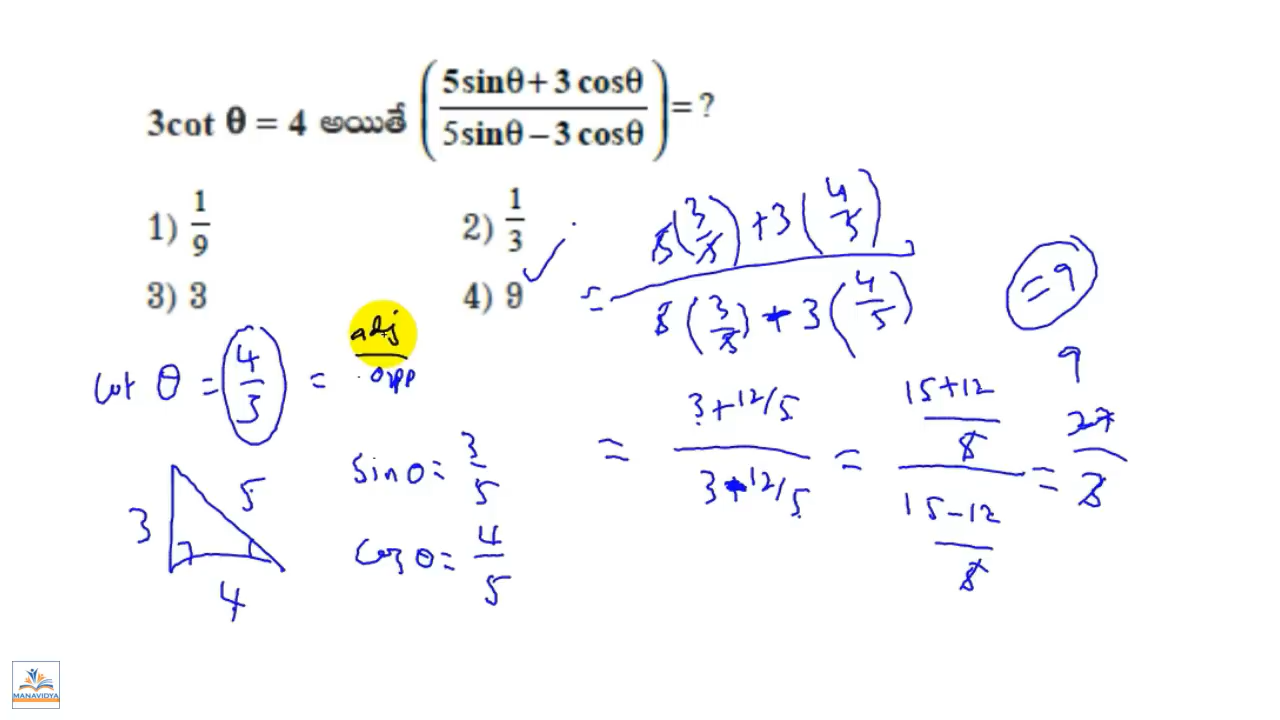 3cot θ = 4 అయితే (5sinθ + 3 cosθ / 5sinθ − 3 cosθ) = ?
1) 1/9 2) 1/3
3) 3 4) 9 ✓
= 5(3/5) + 3(4/5) / 5(3/5) - 3(4/5) = 9
cot θ = 4/3 = adj/opp
3 5 4
sin θ = 3/5
cos θ = 4/5
= 3 + 12/5 / 3 - 12/5 = 15+12/5 / 15-12/5 = 27/3 9
MANAVIDYA